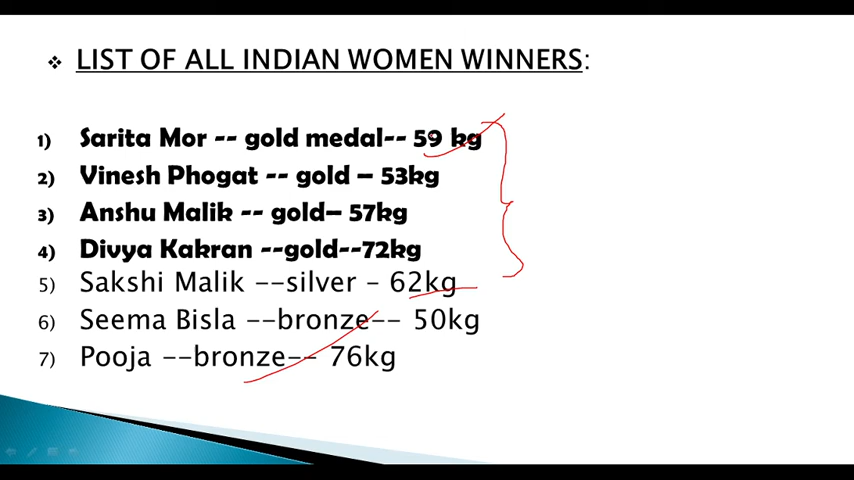 ❖ LIST OF ALL INDIAN WOMEN WINNERS:
1) Sarita Mor -- gold medal-- 59 kg
2) Vinesh Phogat -- gold – 53kg
3) Anshu Malik -- gold– 57kg
4) Divya Kakran --gold--72kg
5) Sakshi Malik --silver – 62kg
6) Seema Bisla --bronze-- 50kg
7) Pooja --bronze-- 76kg